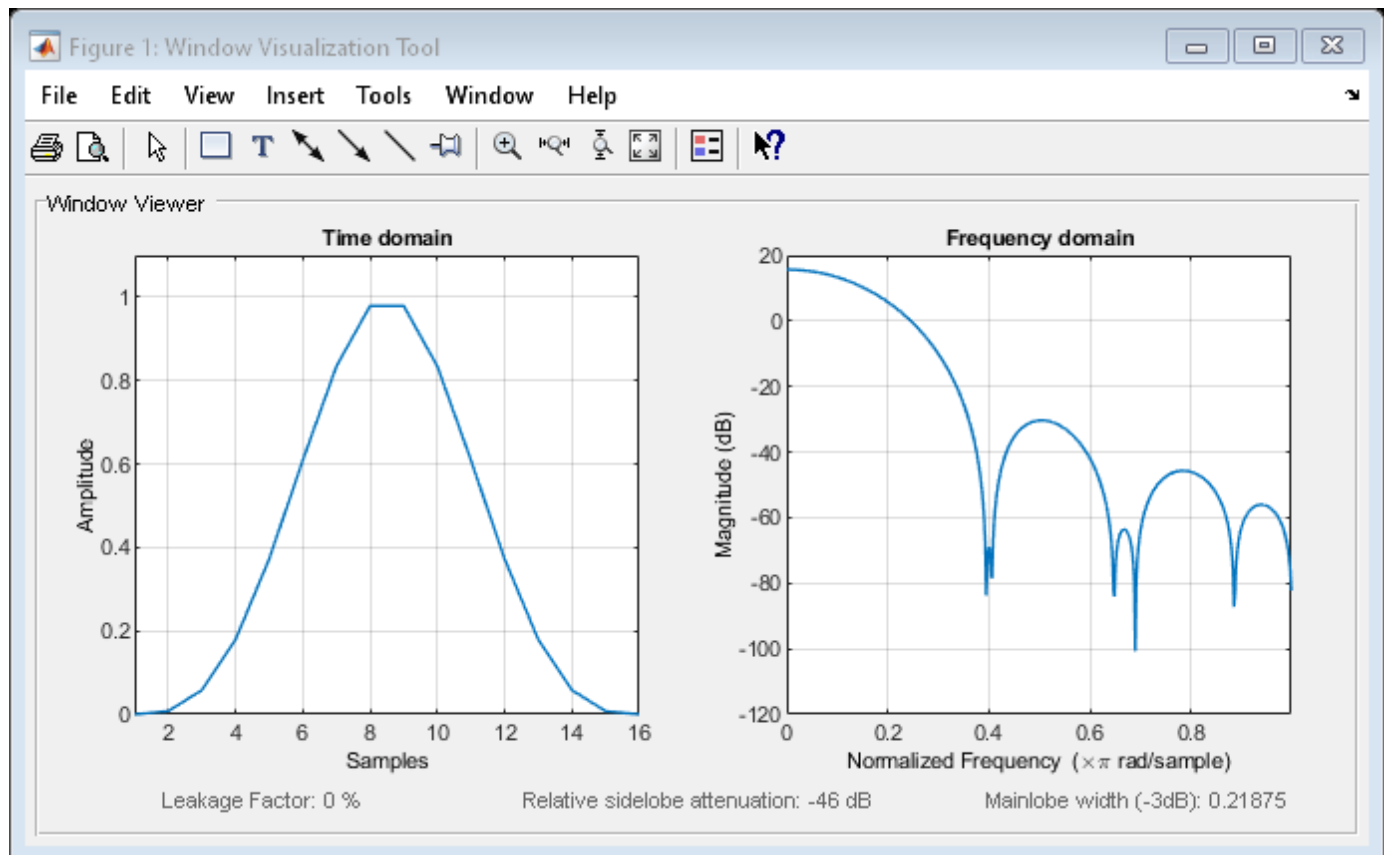 Figure 1: Window Visualization Tool
File Edit View Insert Tools Window Help
T
?
Window Viewer
Time domain
1
0.8
0.6
0.4
0.2
0
Amplitude
2 4 6 8 10 12 14 16
Samples
Frequency domain
20
0
-20
-40
-60
-80
-100
-120
Magnitude (dB)
0 0.2 0.4 0.6 0.8
Normalized Frequency (×π rad/sample)
Leakage Factor: 0 % Relative sidelobe attenuation: -46 dB Mainlobe width (-3dB): 0.21875